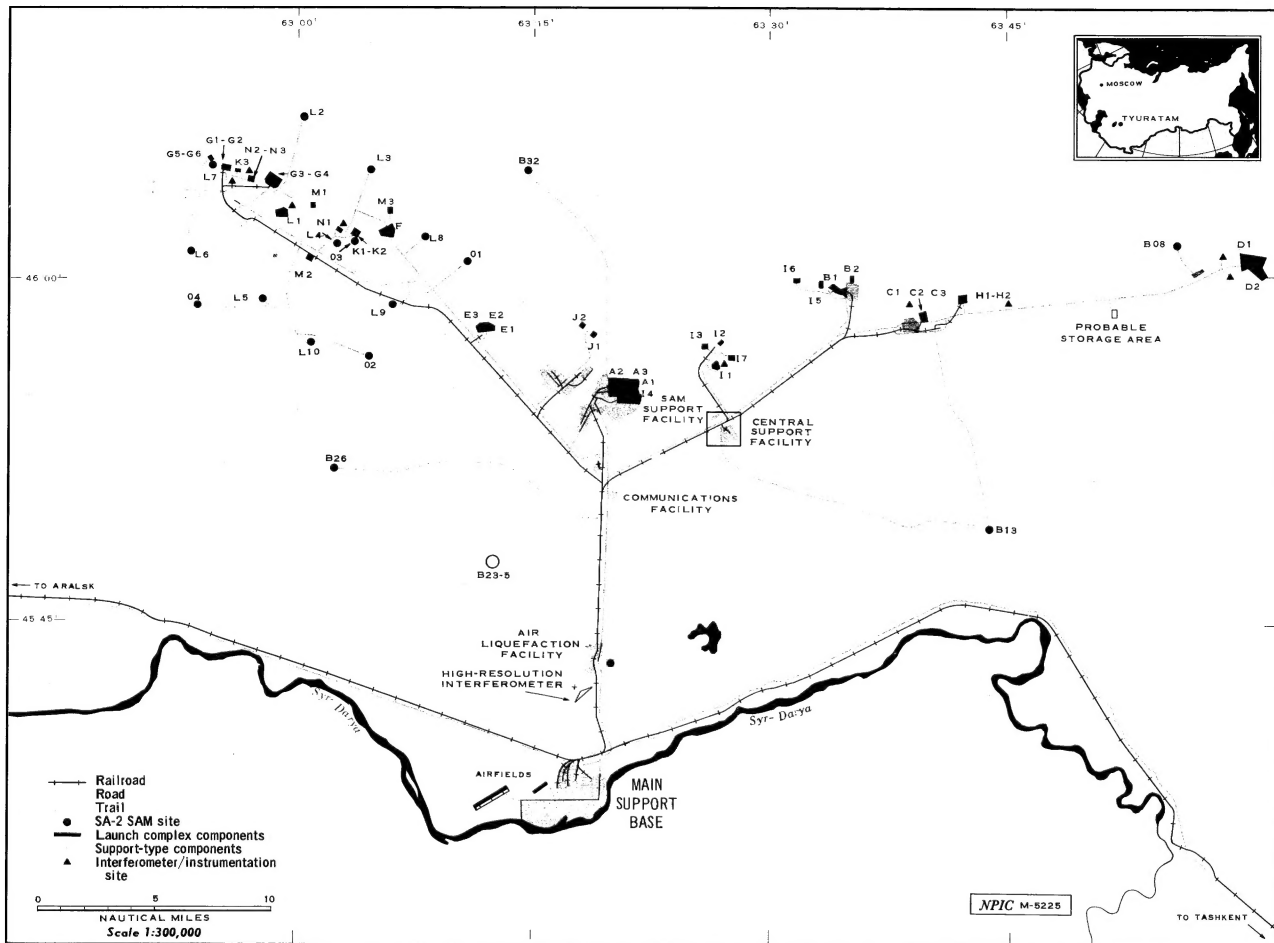 63 00'
63 15'
63 30'
63 45'
MOSCOW
TYURATAM
L2
G1-G2
N2-N3
G5-G6
K3
L7
G3-G4
L3
B32
M1
M3
L1
N1
F
L4
L8
O3
K1-K2
L6
M2
O1
B08
D1
D2
46 00'
I6
B1
B2
I5
C1
C2
C3
H1-H2
O4
L5
L9
E3
E2
E1
J2
J1
I3
I2
I7
I1
PROBABLE
STORAGE AREA
L10
O2
A2
A3
A1
I4
SAM
SUPPORT
FACILITY
CENTRAL
SUPPORT
FACILITY
B26
COMMUNICATIONS
FACILITY
B13
B23-5
TO ARALSK
45 45'
AIR
LIQUEFACTION
FACILITY
HIGH-RESOLUTION
INTERFEROMETER
Syr-Darya
Syr-Darya
AIRFIELDS
MAIN
SUPPORT
BASE
Railroad
Road
Trail
SA-2 SAM site
Launch complex components
Support-type components
Interferometer/instrumentation
site
0 5 10
NAUTICAL MILES
Scale 1:300,000
NPIC M-5225
TO TASHKENT